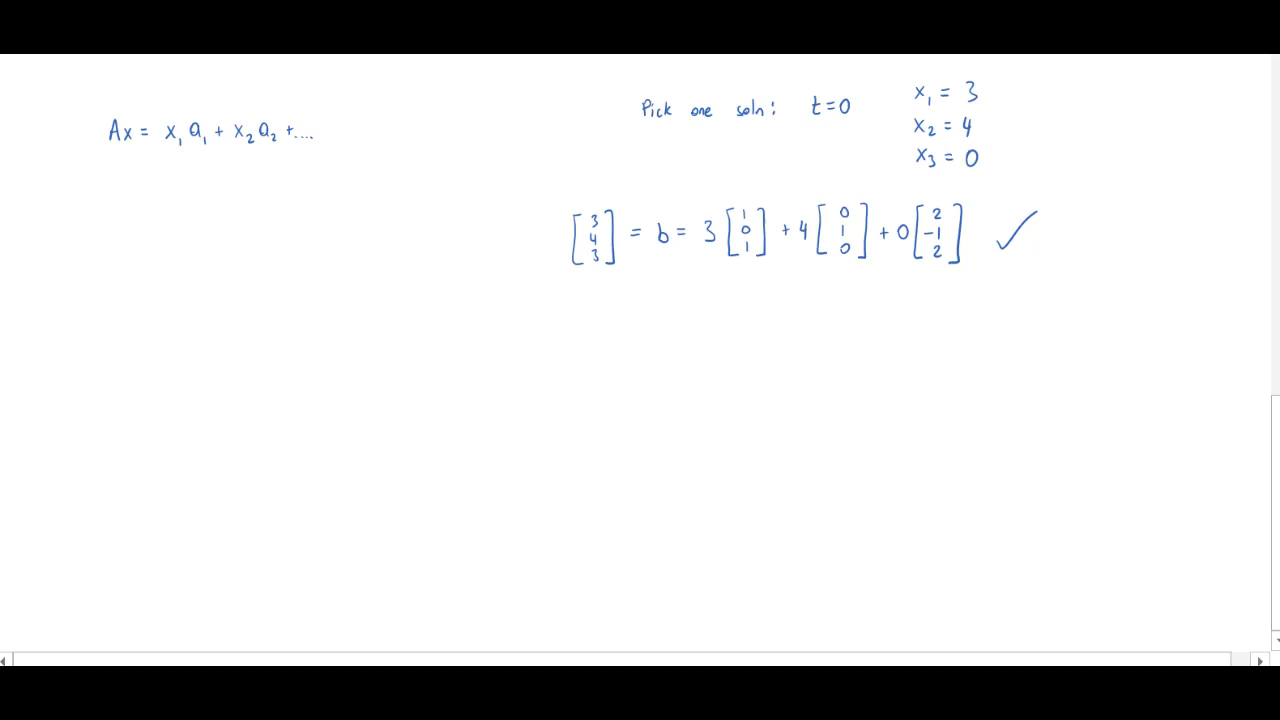 Ax = x₁a₁ + x₂a₂ + ....
Pick one soln: t=0
x₁ = 3
x₂ = 4
x₃ = 0
[3 4 3] = b = 3 [1 0 1] + 4 [0 1 0] + 0 [2 -1 2] ✓